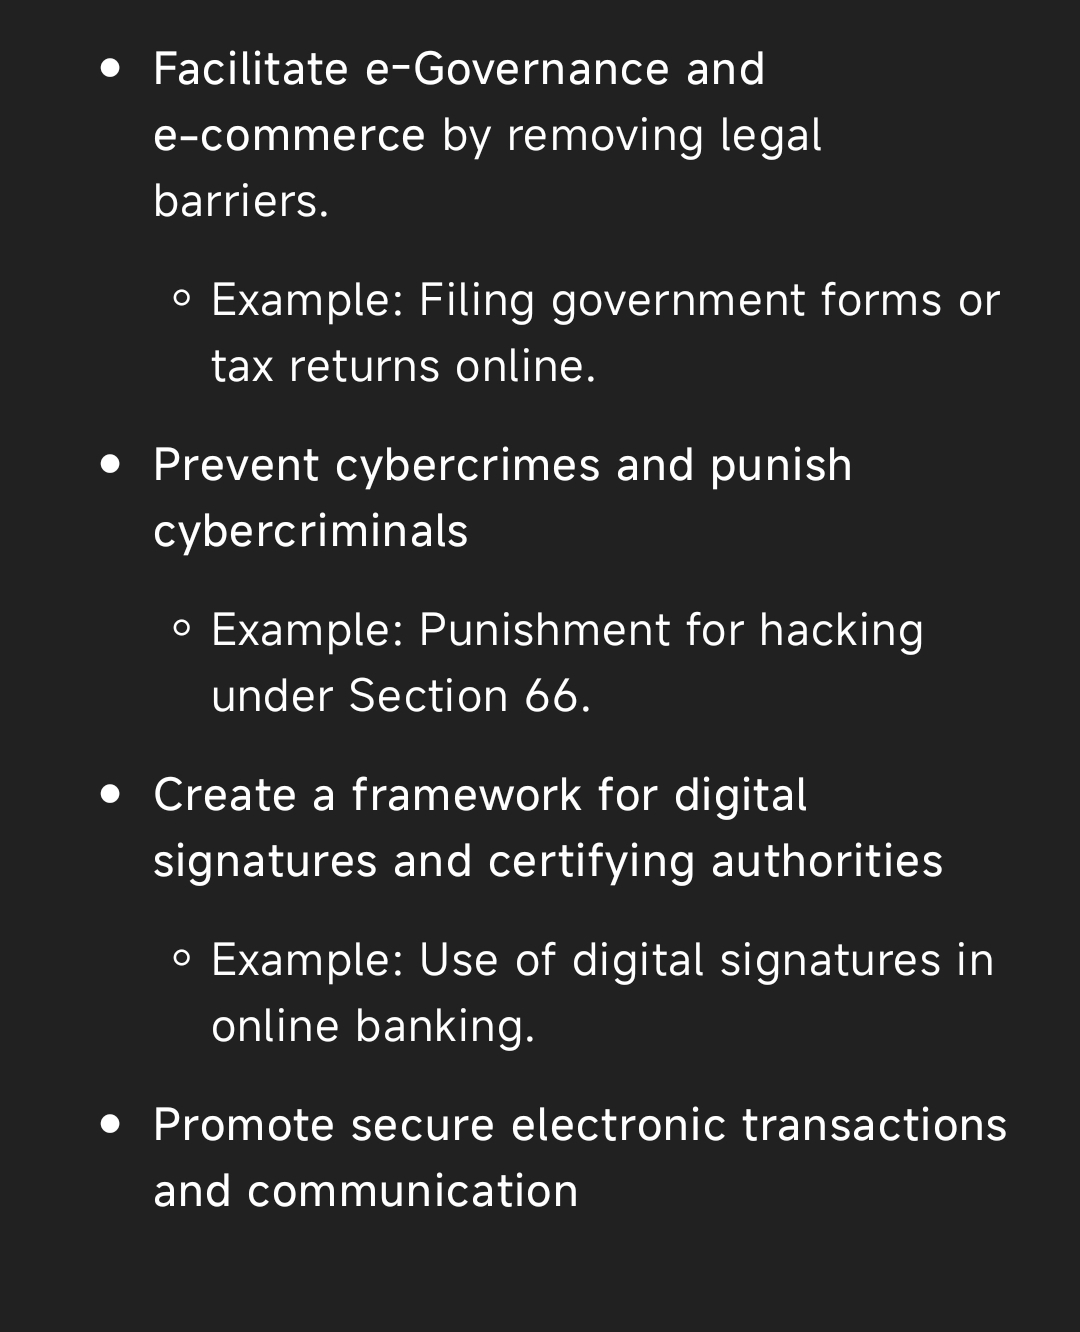 • Facilitate e-Governance and
e-commerce by removing legal
barriers.
◦ Example: Filing government forms or
tax returns online.
• Prevent cybercrimes and punish
cybercriminals
◦ Example: Punishment for hacking
under Section 66.
• Create a framework for digital
signatures and certifying authorities
◦ Example: Use of digital signatures in
online banking.
• Promote secure electronic transactions
and communication